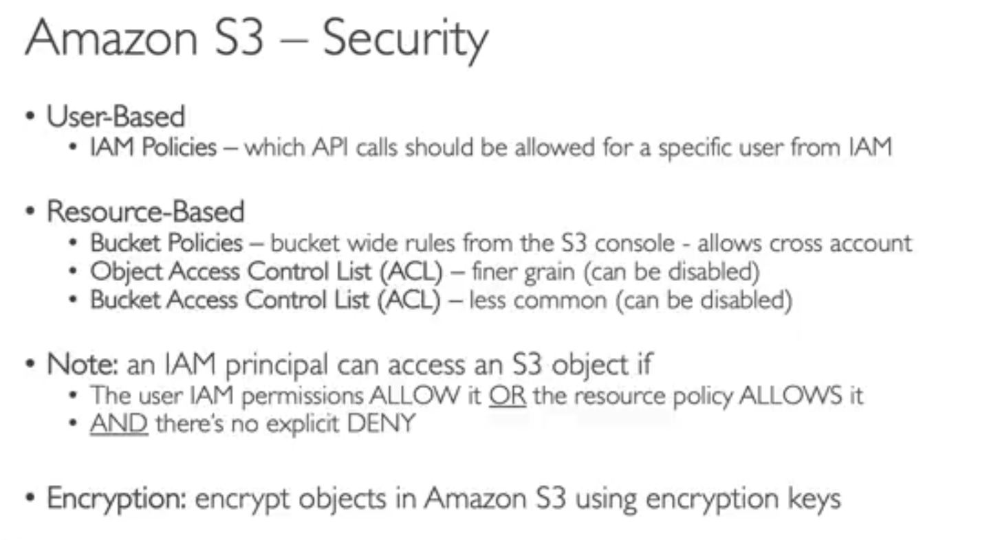 Amazon S3 – Security
• User-Based
• IAM Policies – which API calls should be allowed for a specific user from IAM
• Resource-Based
• Bucket Policies – bucket wide rules from the S3 console - allows cross account
• Object Access Control List (ACL) – finer grain (can be disabled)
• Bucket Access Control List (ACL) – less common (can be disabled)
• Note: an IAM principal can access an S3 object if
• The user IAM permissions ALLOW it OR the resource policy ALLOWS it
• AND there's no explicit DENY
• Encryption: encrypt objects in Amazon S3 using encryption keys